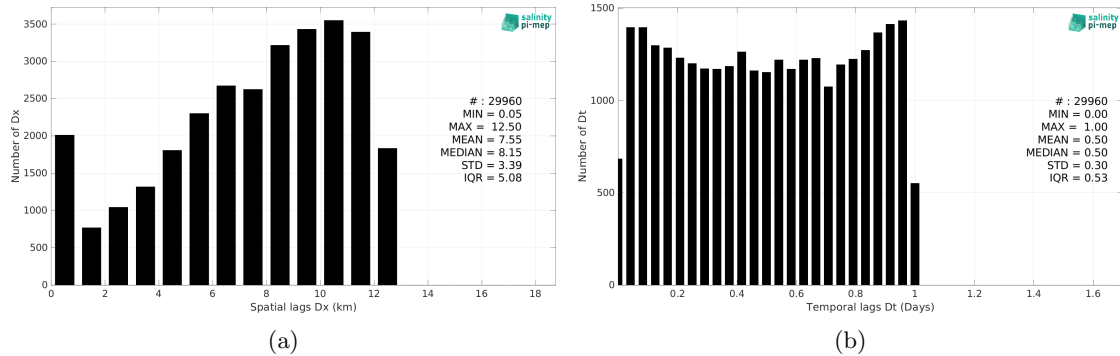 3500
3000
2500
2000
1500
1000
500
0
Number of Dx
0 2 4 6 8 10 12 14 16 18
Spatial lags Dx (km)
salinity
pi-mep
# : 29960
MIN = 0.05
MAX = 12.50
MEAN = 7.55
MEDIAN = 8.15
STD = 3.39
IQR = 5.08
(a)
1500
1000
500
0
Number of Dt
0.2 0.4 0.6 0.8 1 1.2 1.4 1.6
Temporal lags Dt (Days)
salinity
pi-mep
# : 29960
MIN = 0.00
MAX = 1.00
MEAN = 0.50
MEDIAN = 0.50
STD = 0.30
IQR = 0.53
(b)